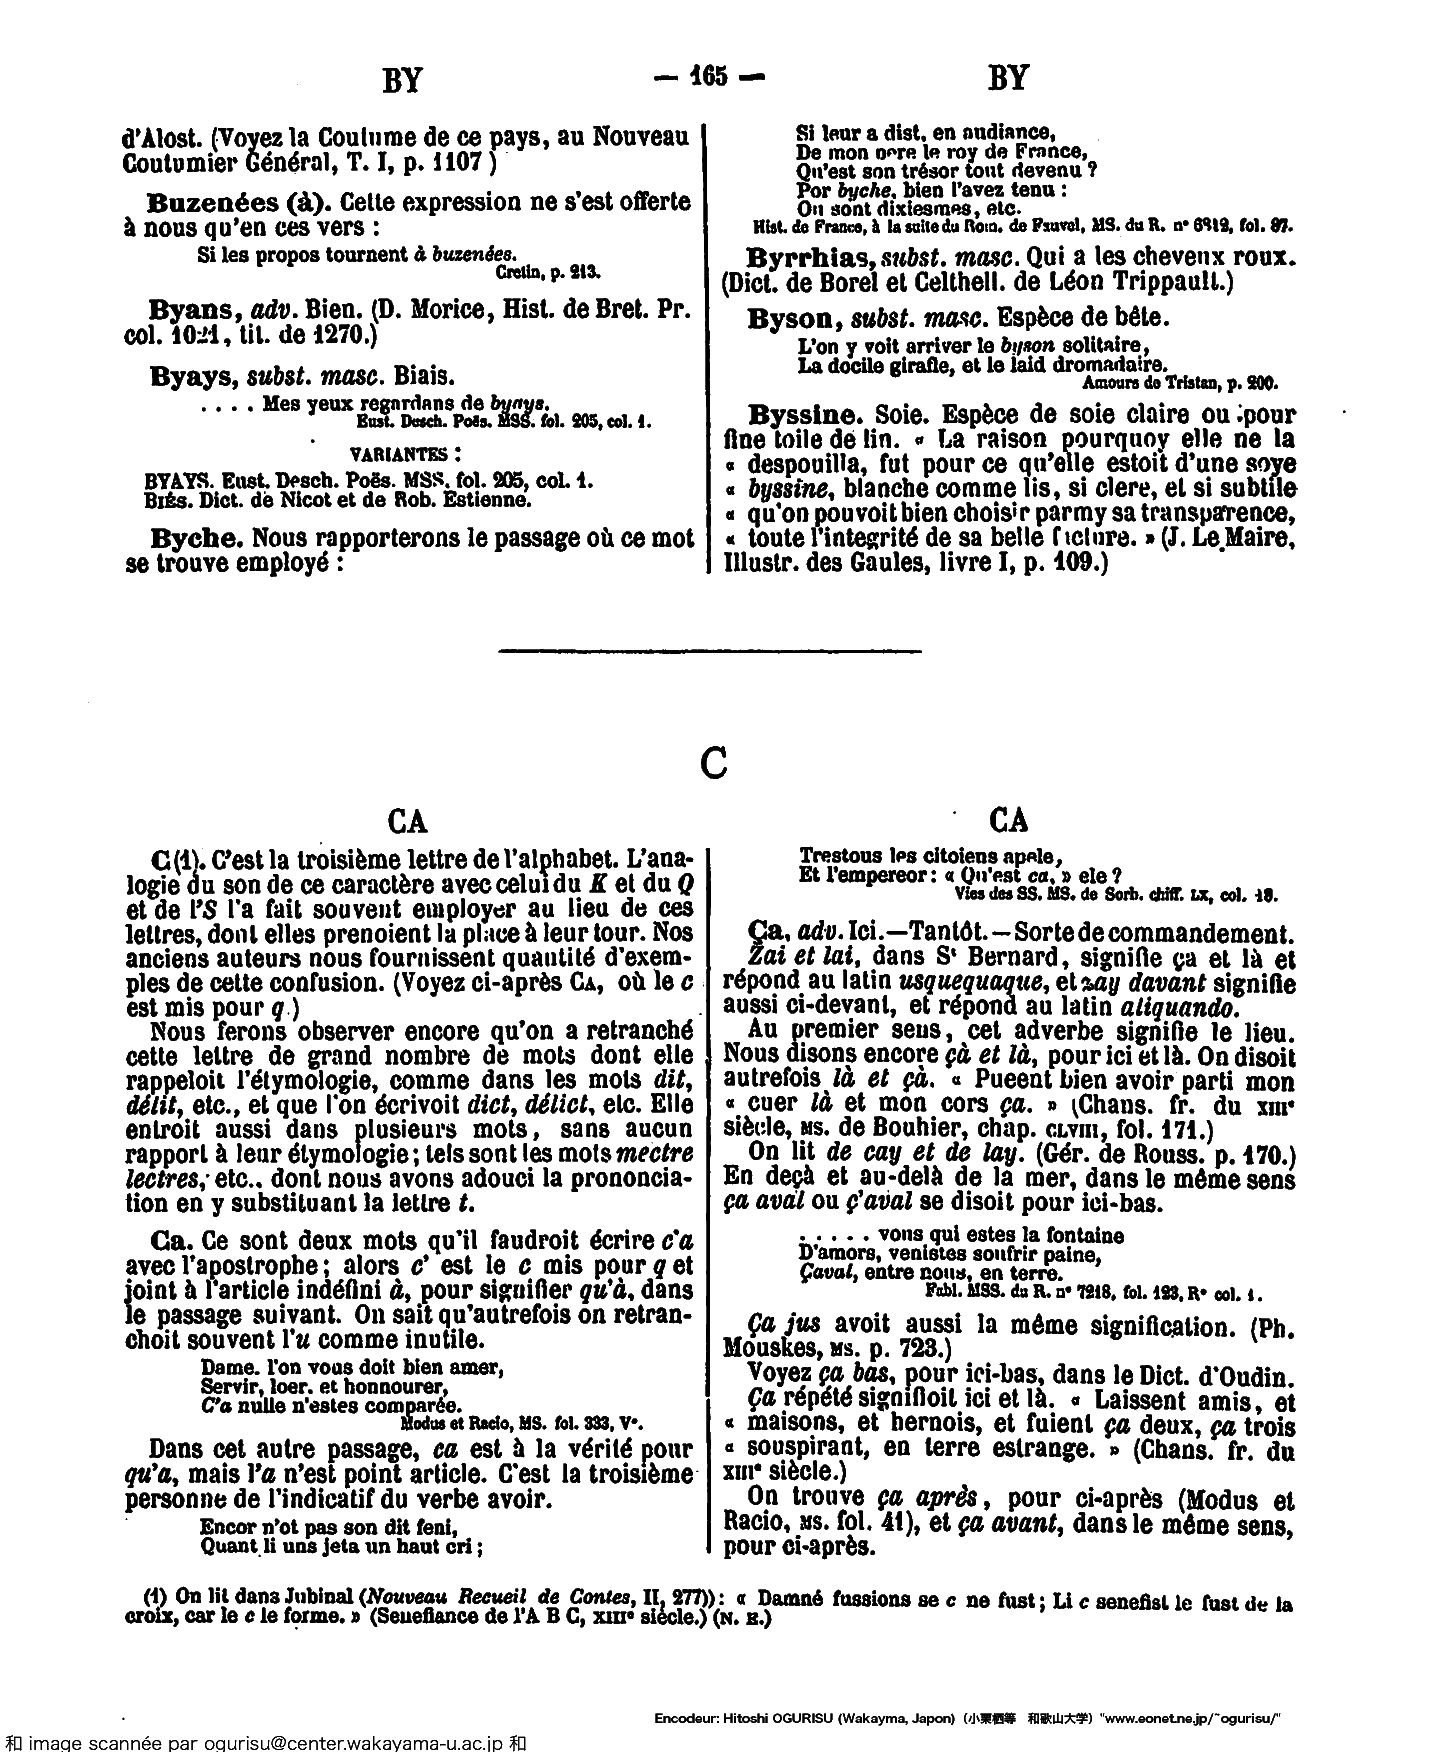 BY — 165 — BY
d'Alost. (Voyez la Coutume de ce pays, au Nouveau
Coutumier Général, T. I, p. 1107)
Buzenées (à). Cette expression ne s'est offerte
à nous qu'en ces vers :
Si les propos tournent à buzenées.
Cretin, p. 213.
Byans, adv. Bien. (D. Morice, Hist. de Bret. Pr.
col. 1021, tit. de 1270.)
Byays, subst. masc. Biais.
. . . . Mes yeux regardans de byays.
Eust. Desch. Poës. MSS. fol. 205, col. 1.
VARIANTES :
BYAYS. Eust. Desch. Poës. MSS. fol. 205, col. 1.
BIÉS. Dict. de Nicot et de Rob. Estienne.
Byche. Nous rapporterons le passage où ce mot
se trouve employé :
Si leur a dist, en audiance,
De mon pere le roy de France,
Qu'est son trésor tout devenu ?
Por byche, bien l'avez tenu :
Ou sont dixiesmes, etc.
Hist. de France, à la suite du Rom. de Fauvel, MS. du R. n° 6812, fol. 87.
Byrrhias, subst. masc. Qui a les cheveux roux.
(Dict. de Borel et Celthell. de Léon Trippault.)
Byson, subst. masc. Espèce de bête.
L'on y voit arriver le byson solitaire,
La docile girafle, et le laid dromadaire.
Amours de Tristan, p. 200.
Byssine. Soie. Espèce de soie claire ou pour
fine toile de lin. « La raison pourquoy elle ne la
« despouilla, fut pour ce qu'elle estoit d'une soye
« byssine, blanche comme lis, si clere, et si subtile
« qu'on pouvoit bien choisir parmy sa transparence,
« toute l'integrité de sa belle facture. » (J. Le Maire,
Illustr. des Gaules, livre I, p. 109.)
C
CA CA
C (1). C'est la troisième lettre de l'alphabet. L'ana-
logie du son de ce caractère avec celui du K et du Q
et de l'S l'a fait souvent employer au lieu de ces
lettres, dont elles prenoient la place à leur tour. Nos
anciens auteurs nous fournissent quantité d'exem-
ples de cette confusion. (Voyez ci-après CA, où le c
est mis pour q.)
Nous ferons observer encore qu'on a retranché
cette lettre de grand nombre de mots dont elle
rappeloit l'étymologie, comme dans les mots dit,
délit, etc., et que l'on écrivoit dict, délict, etc. Elle
entroit aussi dans plusieurs mots, sans aucun
rapport à leur étymologie ; tels sont les mots mectre
lectres, etc.. dont nous avons adouci la prononcia-
tion en y substituant la lettre t.
Ca. Ce sont deux mots qu'il faudroit écrire c'a
avec l'apostrophe ; alors c' est le c mis pour q et
joint à l'article indéfini à, pour signifier qu'à, dans
le passage suivant. On sait qu'autrefois on retran-
choit souvent l'u comme inutile.
Dame. l'on vous doit bien amer,
Servir, loer. et honnourer,
C'a nulle n'estes comparée.
Modus et Racio, MS. fol. 333, V°.
Dans cet autre passage, ca est à la vérité pour
qu'a, mais l'a n'est point article. C'est la troisième
personne de l'indicatif du verbe avoir.
Encor n'ot pas son dit feni,
Quant li uns jeta un haut cri ;
Trestous les citoiens apele,
Et l'empereor : « Qu'est ca, » ele ?
Vies des SS. MS. de Sorb. chiff. LX, col. 18.
Ça, adv. Ici.—Tantôt.—Sorte de commandement.
Zai et lai, dans St Bernard, signifie ça et là et
répond au latin usquequaque, et zay davant signifie
aussi ci-devant, et répond au latin aliquando.
Au premier sens, cet adverbe signifie le lieu.
Nous disons encore çà et là, pour ici et là. On disoit
autrefois là et çà. « Pueent bien avoir parti mon
« cuer là et mon cors ça. » (Chans. fr. du XIIIe
siècle, MS. de Bouhier, chap. CLVIII, fol. 171.)
On lit de cay et de lay. (Gér. de Rouss. p. 170.)
En deçà et au-delà de la mer, dans le même sens
ça aval ou ç'aval se disoit pour ici-bas.
. . . . . vous qui estes la fontaine
D'amors, venistes soufrir paine,
Çaval, entre nous, en terre.
Fabl. MSS. du R. n° 7218, fol. 123, R° col. 1.
Ça jus avoit aussi la même signification. (Ph.
Mouskes, MS. p. 723.)
Voyez ça bas, pour ici-bas, dans le Dict. d'Oudin.
Ça répété signifioit ici et là. « Laissent amis, et
« maisons, et hernois, et fuient ça deux, ça trois
« souspirant, en terre estrange. » (Chans. fr. du
XIIIe siècle.)
On trouve ça après, pour ci-après (Modus et
Racio, MS. fol. 41), et ça avant, dans le même sens,
pour ci-après.
(1) On lit dans Jubinal (Nouveau Recueil de Contes, II, 277)) : « Damné fussions se c ne fust ; Li c senefist le fust de la
croix, car le c le forme. » (Senefiance de l'A B C, XIIIe siècle.) (N. E.)
Encodeur: Hitoshi OGURISU (Wakayma, Japon) (小栗栖等 和歌山大学) "www.eonet.ne.jp/~ogurisu/"
和 image scannée par ogurisu@center.wakayama-u.ac.jp 和